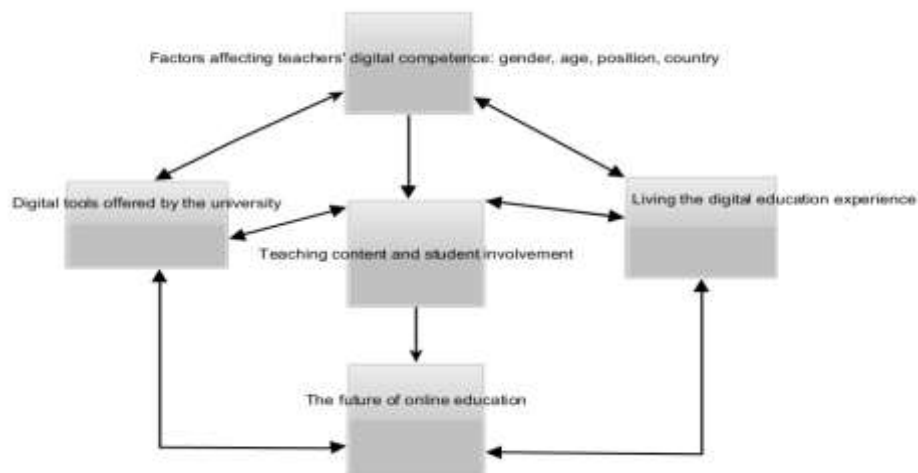 Factors affecting teachers' digital competence: gender, age, position, country
Digital tools offered by the university
Living the digital education experience
Teaching content and student involvement
The future of online education